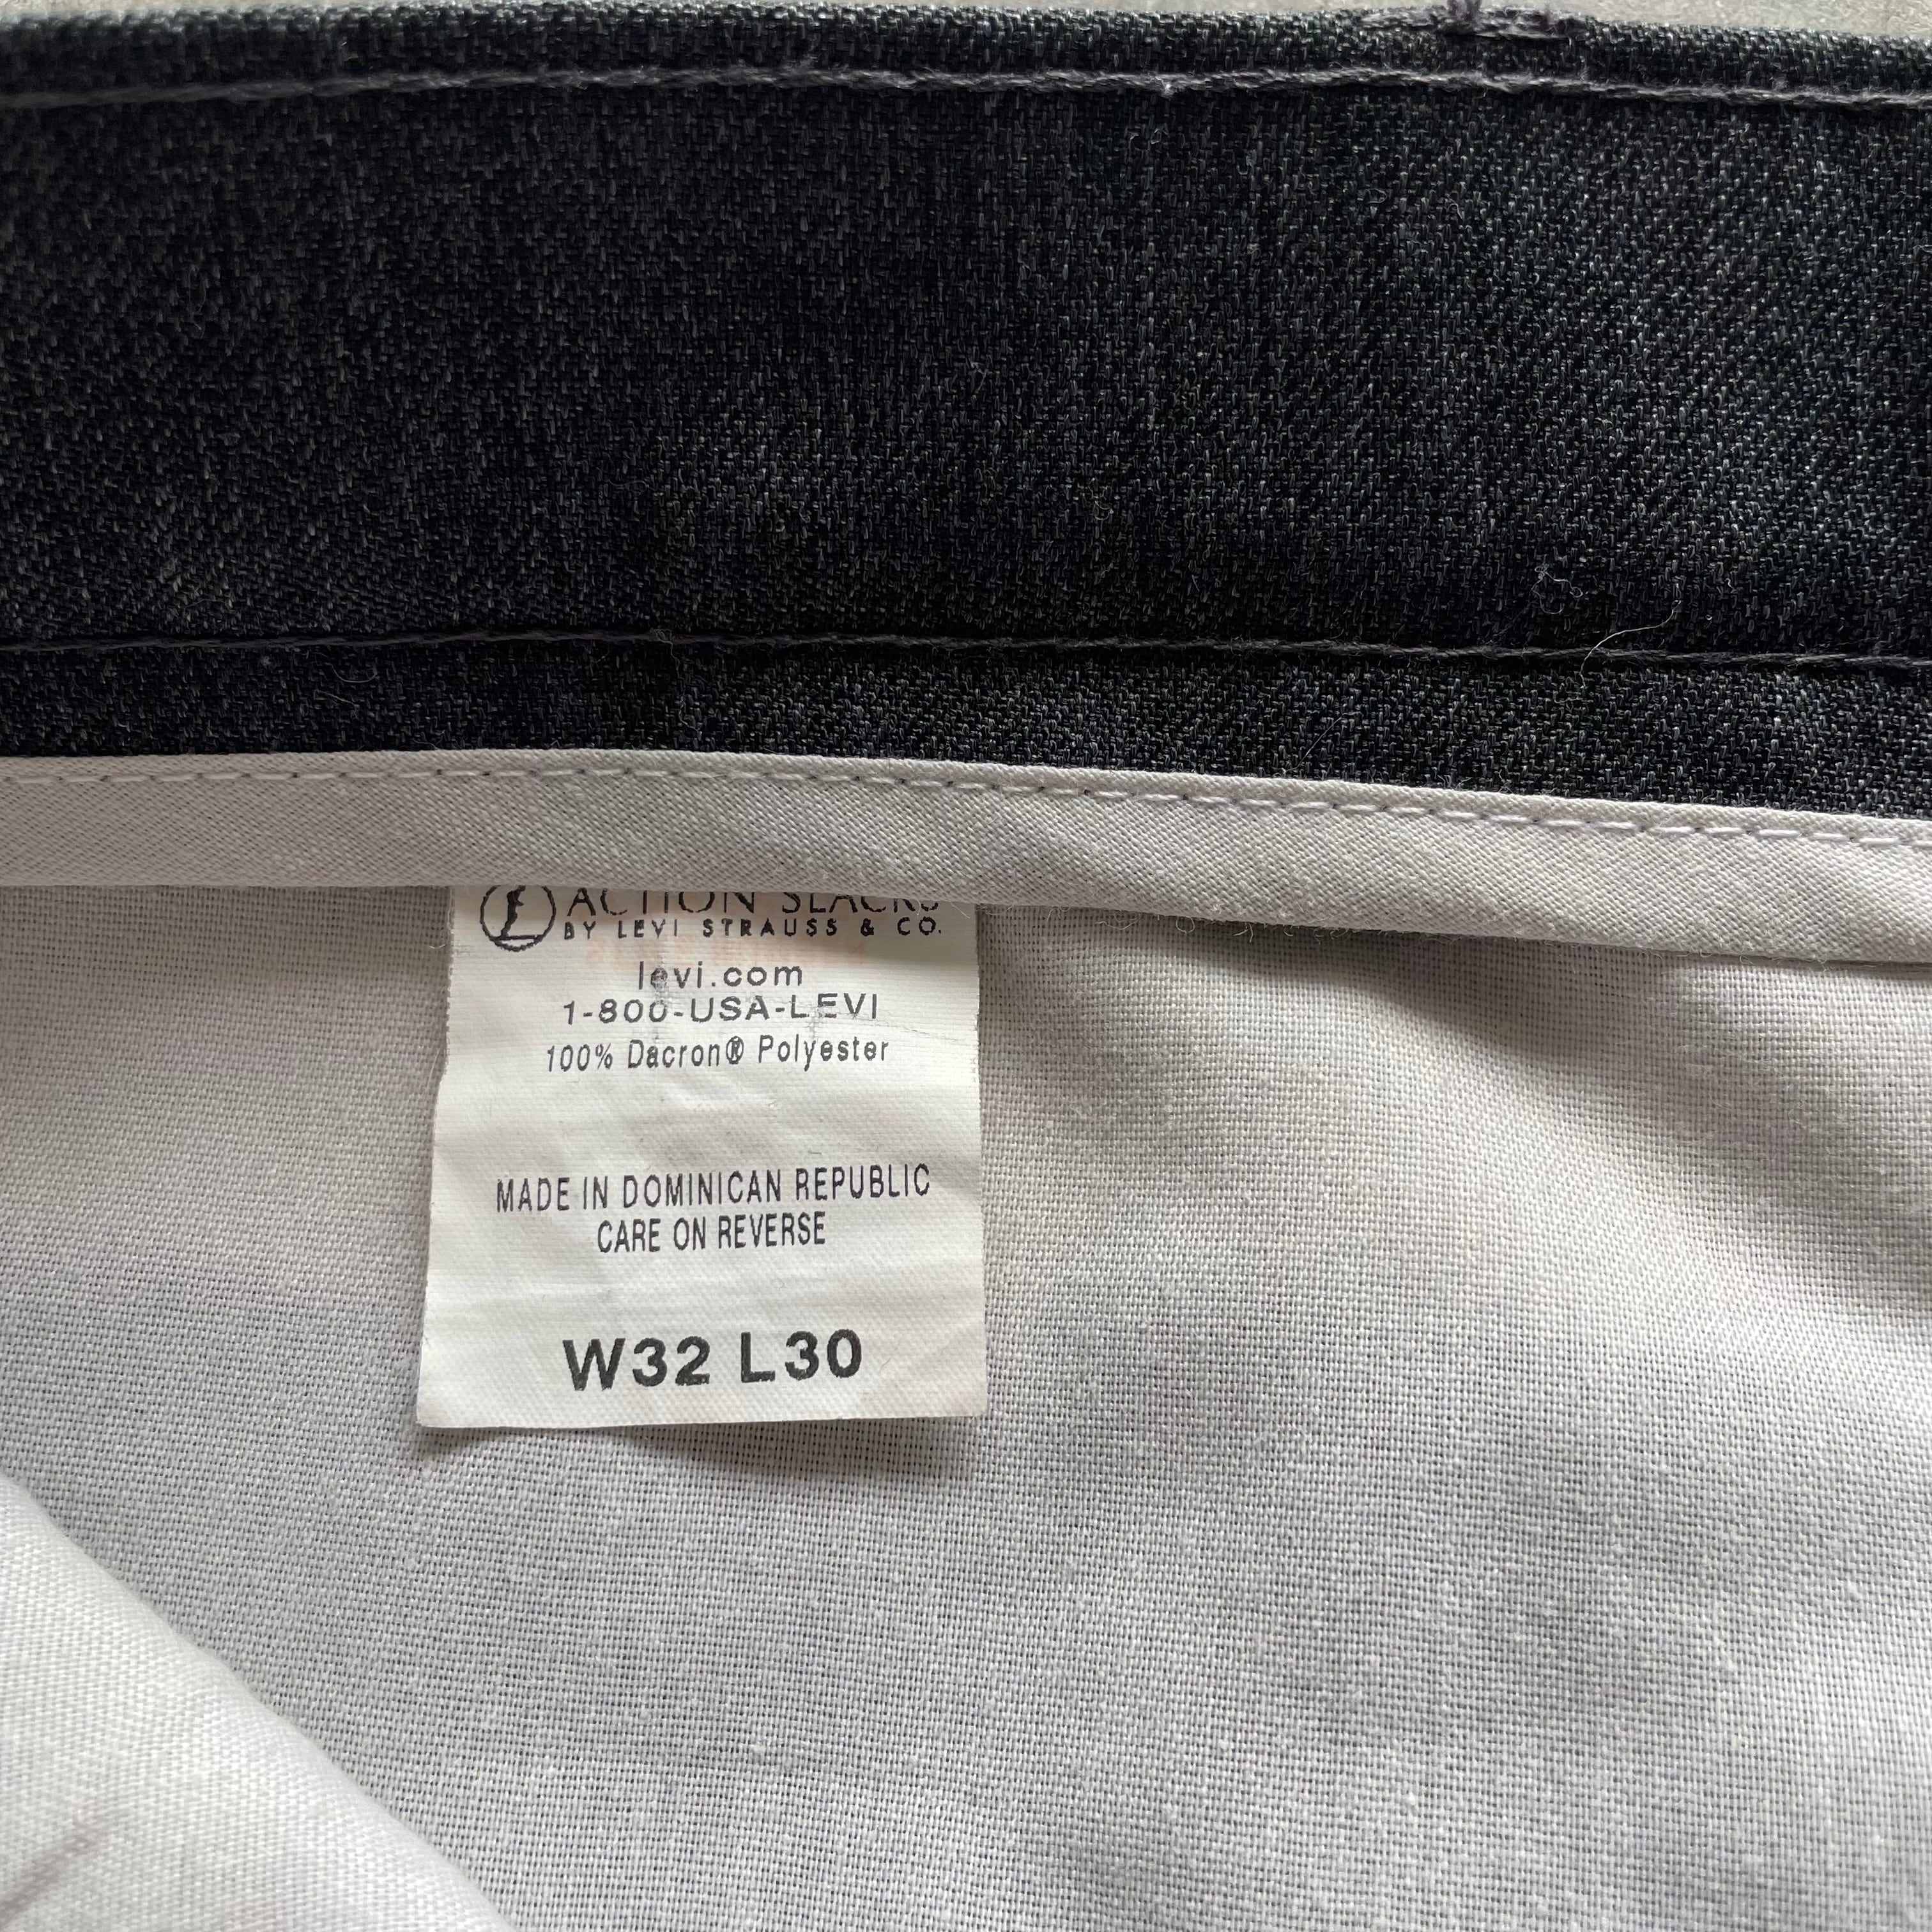 ACTION SLACKS
BY LEVI STRAUSS & CO.
levi.com
1-800-USA-LEVI
100% Dacron® Polyester
MADE IN DOMINICAN REPUBLIC
CARE ON REVERSE
W32 L30